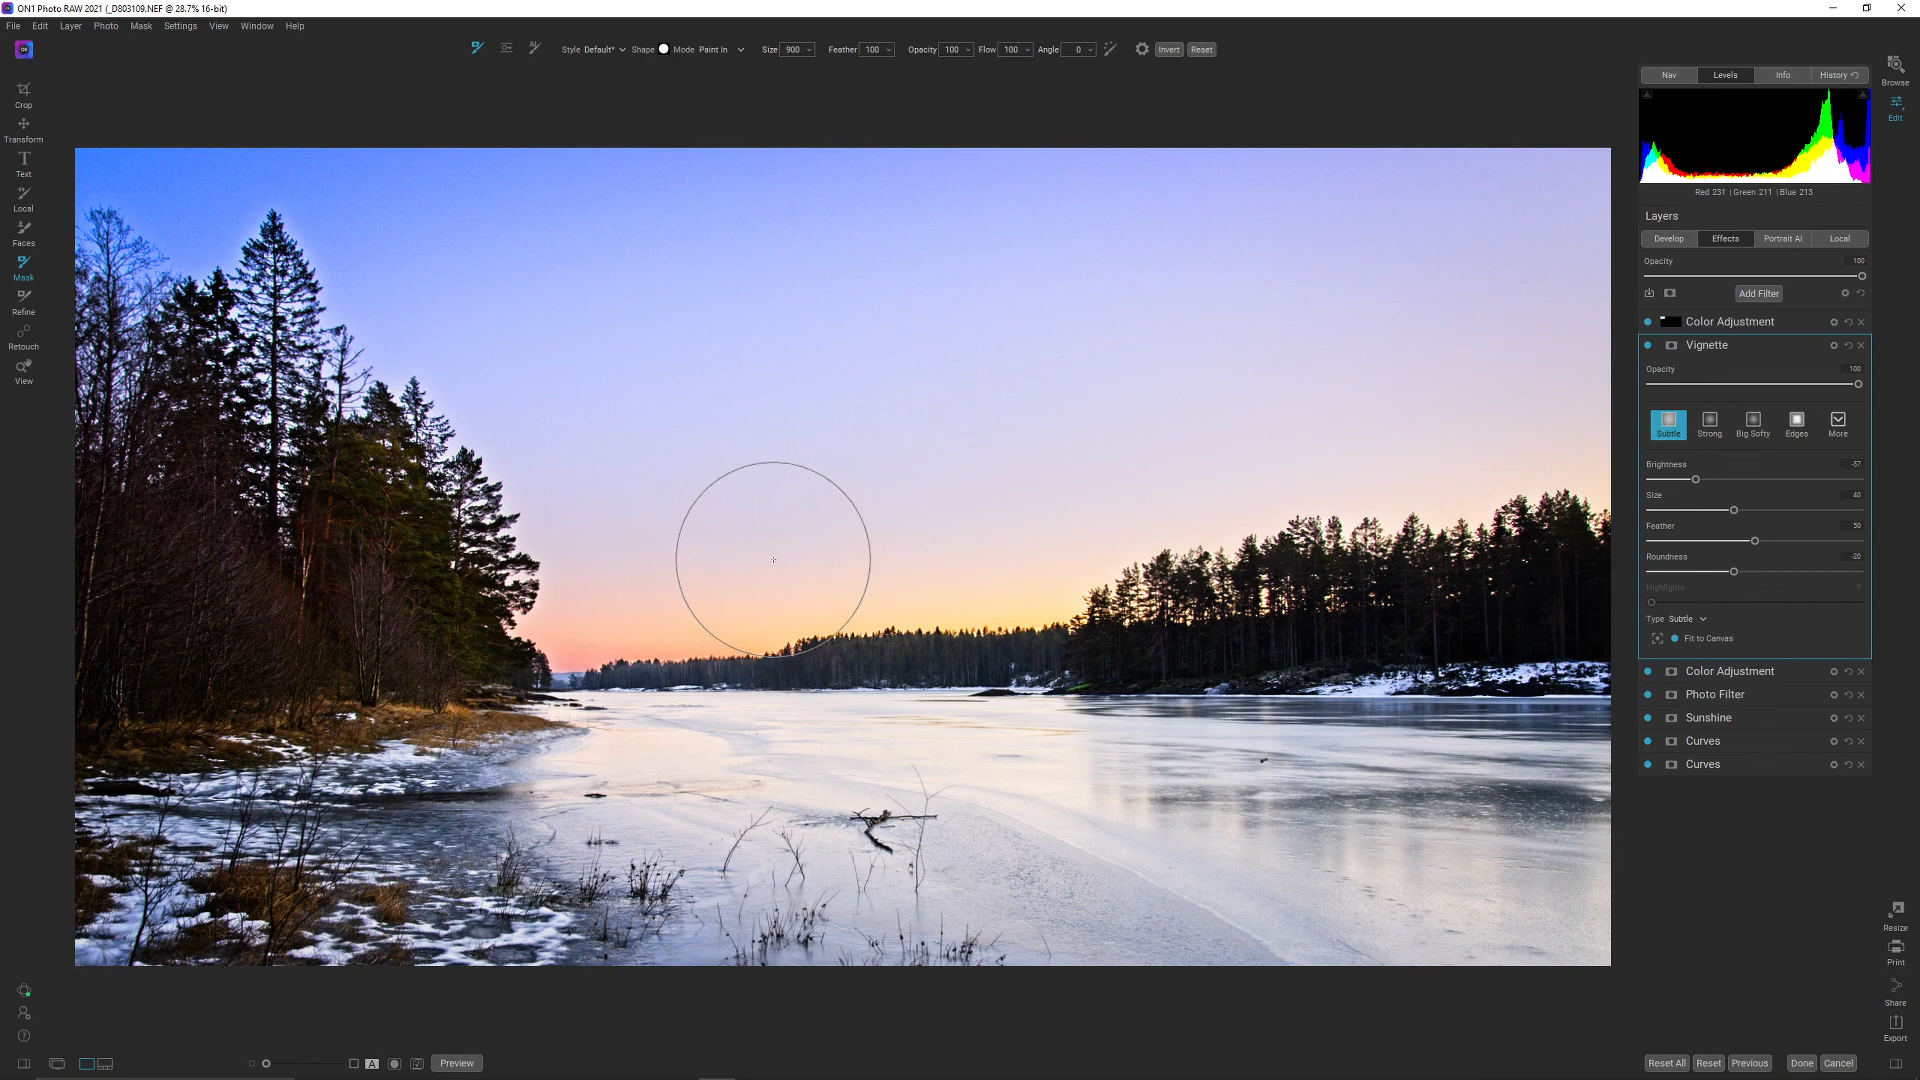 ON1 Photo RAW 2021 (_D803109.NEF @ 28.7% 16-bit)
File Edit Layer Photo Mask Settings View Window Help
Style Default* Shape Mode Paint In Size 900 Feather 100 Opacity 100 Flow 100 Angle 0 Invert Reset
Crop
Transform
Text
Local
Faces
Mask
Refine
Retouch
View
Nav Levels Info History
Red 231 | Green 211 | Blue 213
Layers
Develop Effects Portrait AI Local
Opacity 100
Add Filter
Color Adjustment
Vignette
Opacity 100
Subtle Strong Big Softy Edges More
Brightness -57
Size 40
Feather 50
Roundness -20
Highlights 0
Type Subtle
Fit to Canvas
Color Adjustment
Photo Filter
Sunshine
Curves
Curves
Browse
Edit
Resize
Print
Share
Export
A Preview
Reset All Reset Previous Done Cancel